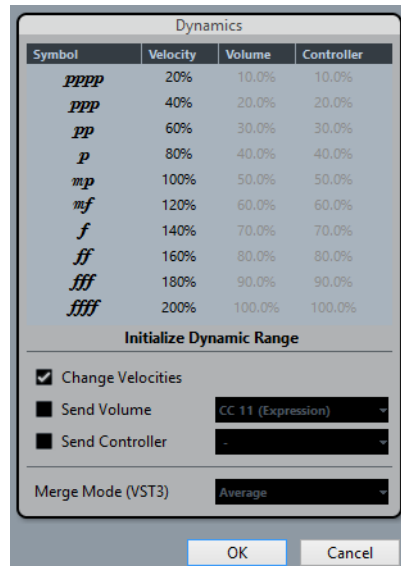 Dynamics
Symbol Velocity Volume Controller
pppp 20% 10.0% 10.0%
ppp 40% 20.0% 20.0%
pp 60% 30.0% 30.0%
p 80% 40.0% 40.0%
mp 100% 50.0% 50.0%
mf 120% 60.0% 60.0%
f 140% 70.0% 70.0%
ff 160% 80.0% 80.0%
fff 180% 90.0% 90.0%
ffff 200% 100.0% 100.0%
Initialize Dynamic Range
Change Velocities
Send Volume CC 11 (Expression)
Send Controller -
Merge Mode (VST3) Average
OK Cancel